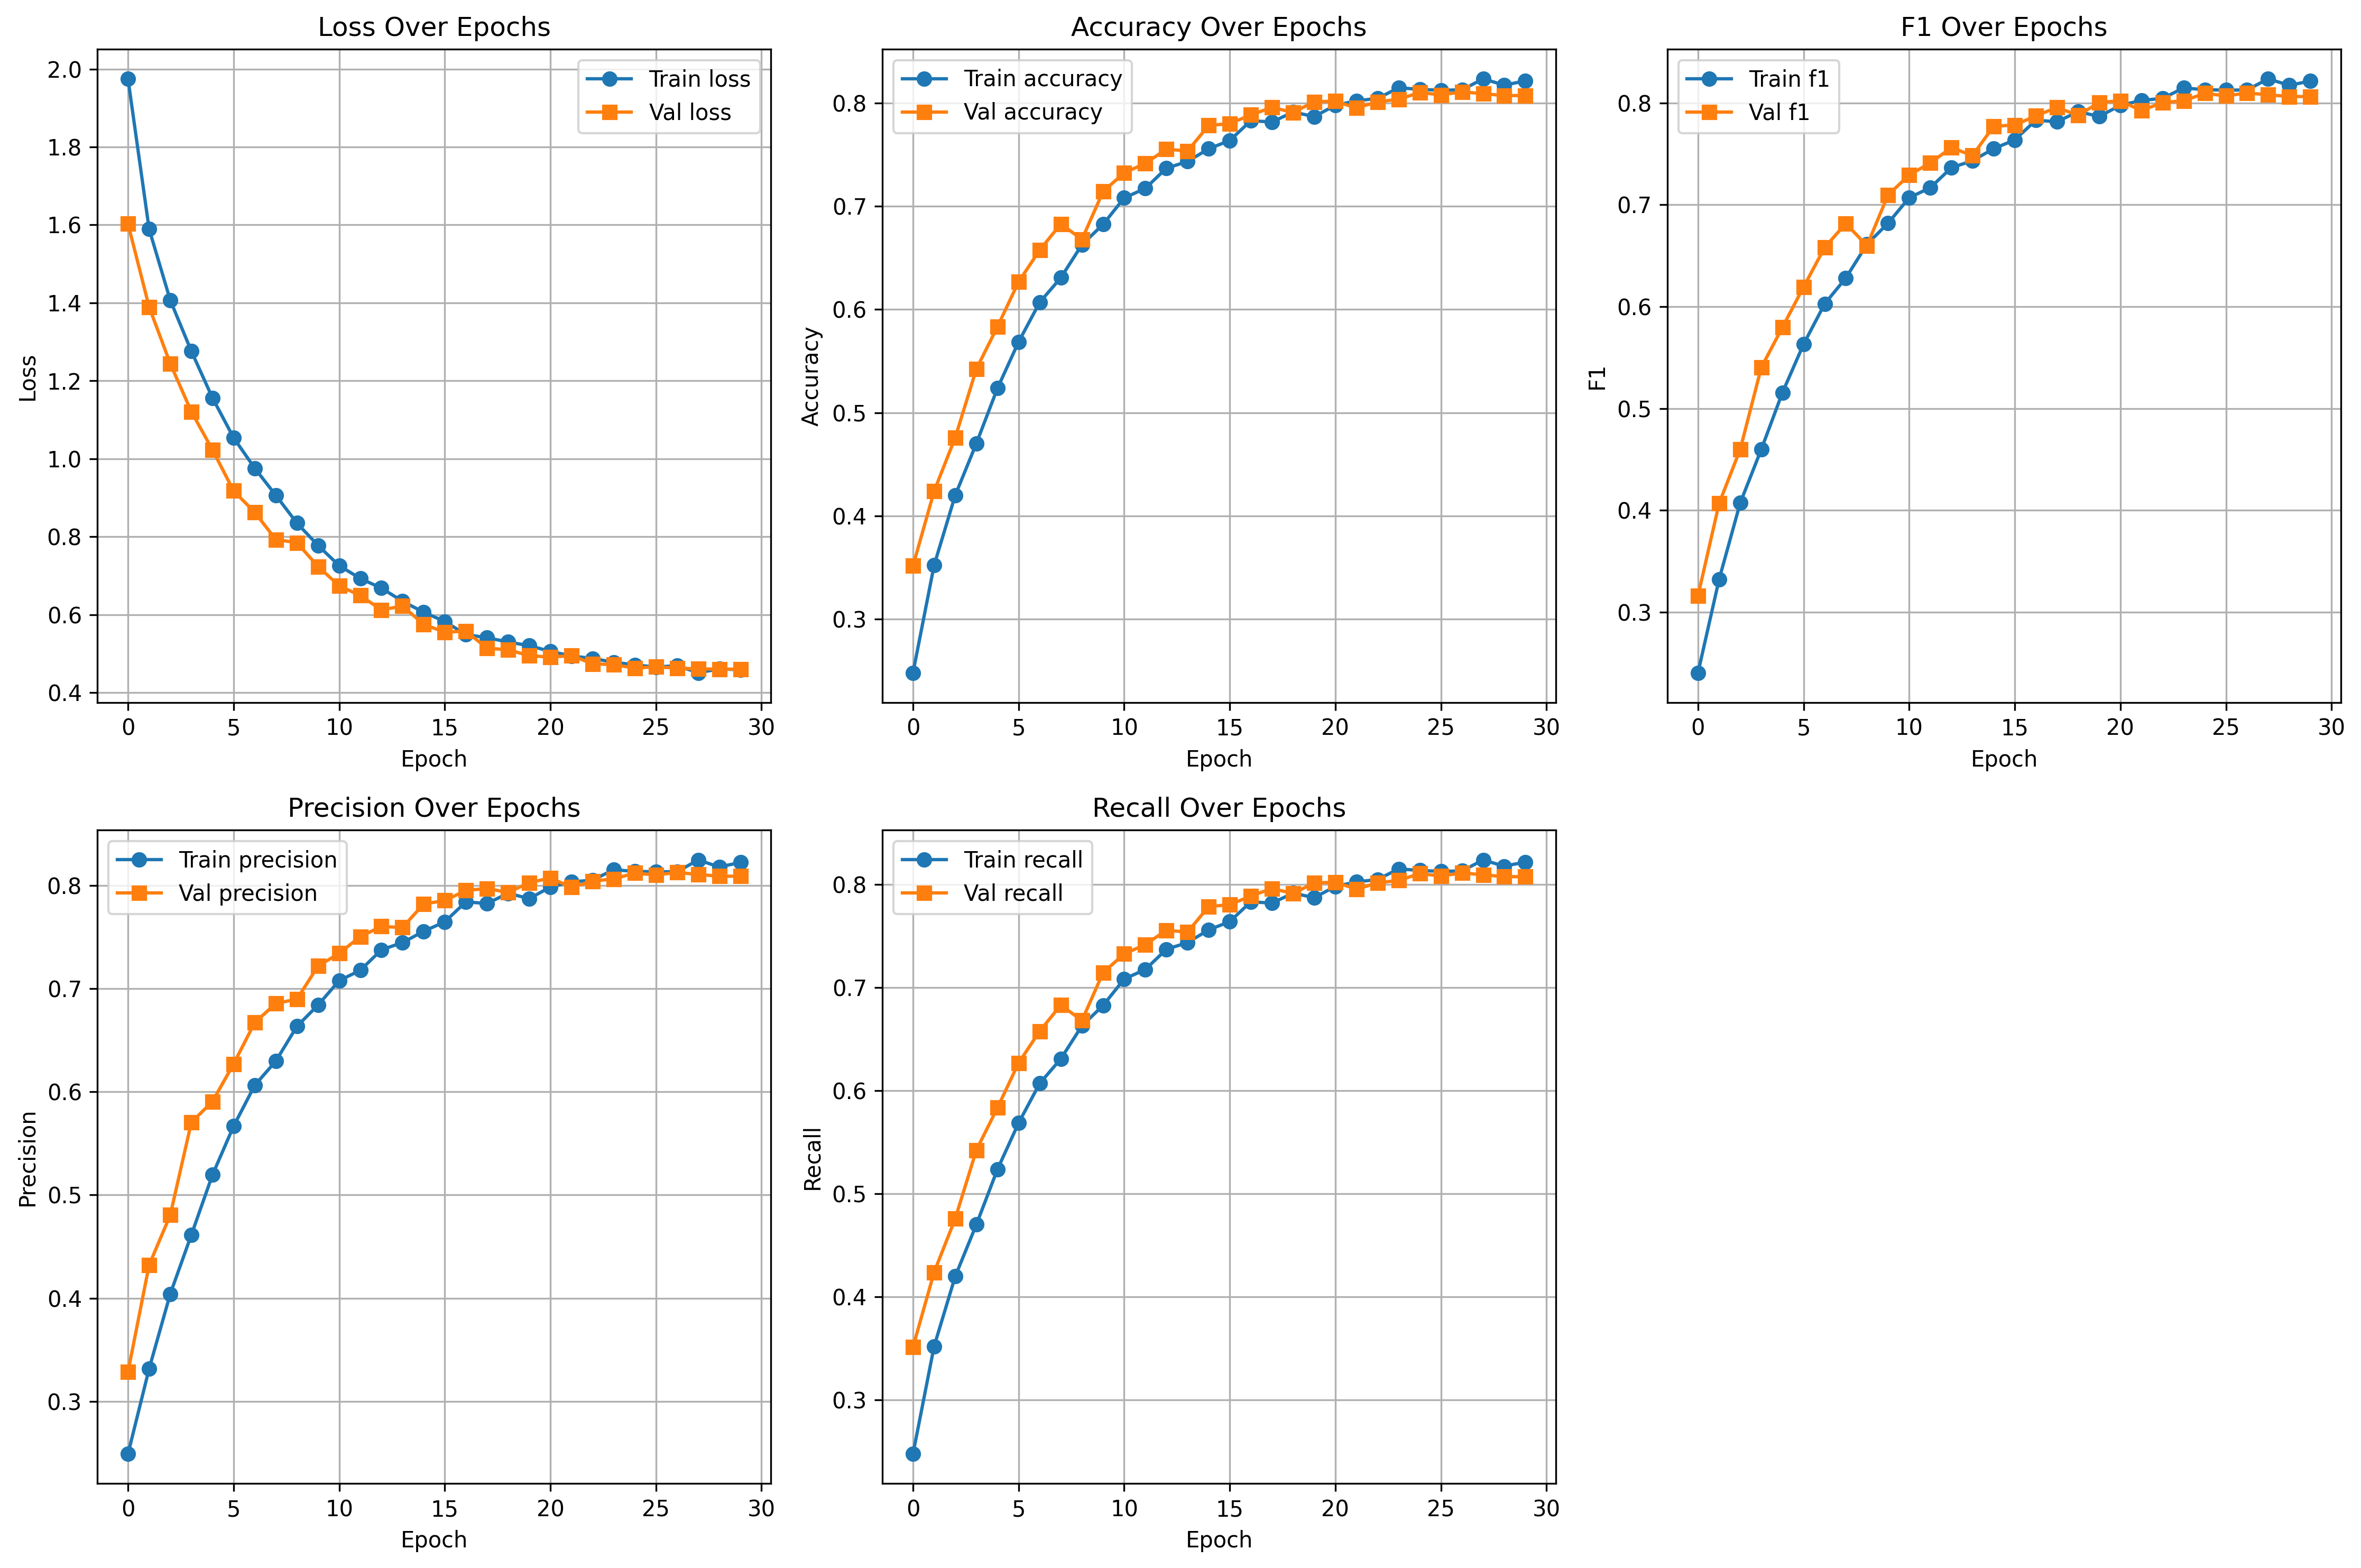 Loss Over Epochs
Train loss
Val loss
2.0
1.8
1.6
1.4
1.2
1.0
0.8
0.6
0.4
Loss
0 5 10 15 20 25 30
Epoch
Accuracy Over Epochs
Train accuracy
Val accuracy
0.8
0.7
0.6
0.5
0.4
0.3
Accuracy
0 5 10 15 20 25 30
Epoch
F1 Over Epochs
Train f1
Val f1
0.8
0.7
0.6
0.5
0.4
0.3
F1
0 5 10 15 20 25 30
Epoch
Precision Over Epochs
Train precision
Val precision
0.8
0.7
0.6
0.5
0.4
0.3
Precision
0 5 10 15 20 25 30
Epoch
Recall Over Epochs
Train recall
Val recall
0.8
0.7
0.6
0.5
0.4
0.3
Recall
0 5 10 15 20 25 30
Epoch